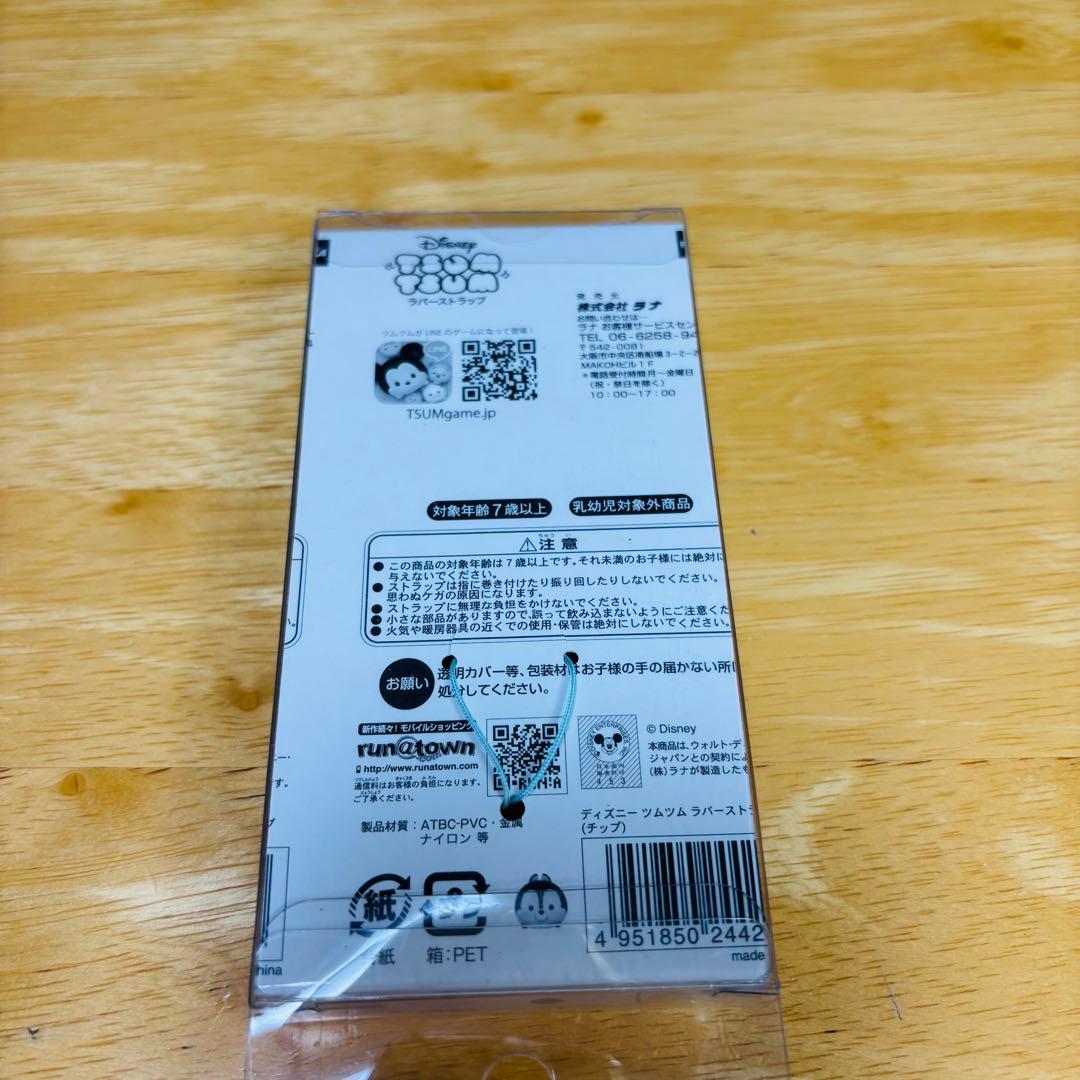 Disney
TSUM
TSUM
ラバーストラップ
ツムツムがLINEのゲームになって登場!
LINE
TSUMgame.jp
発売元
株式会社 ラナ
お問い合わせは…
ラナ お客様サービスセン
TEL 06-6258-94
〒542-0081
大阪市中央区南船場3-2-2
MAKOHビル1F
*電話受付時間月〜金曜日
(祝・祭日を除く)
10:00〜17:00
対象年齢7歳以上
乳幼児対象外商品
⚠注意
ちゅう い
●この商品の対象年齢は7歳以上です。それ未満のお子様には絶対に
与えないでください。
●ストラップは指に巻き付けたり振り回したりしないでください。
思わぬケガの原因になります。
●ストラップに無理な負担をかけないでください。
●小さな部品がありますので、誤って飲み込まないようにご注意くだ
●火気や暖房器具の近くでの使用・保管は絶対にしないでください。
お願い
透明カバー等、包装材はお子様の手の届かない所に
処分してください。
新作続々!モバイルショッピング
run@town
.com
http://www.runatown.com
通信料はお客様の負担になります。
ご了承ください。
© Disney
本商品は、ウォルト・デ
ジャパンとの契約によ
(株)ラナが製造したも
製品材質:ATBC-PVC・金属
ナイロン 等
ディズニー ツムツム ラバーストラ
(チップ)
紙
箱:PET
4 951850 2442
made
hina